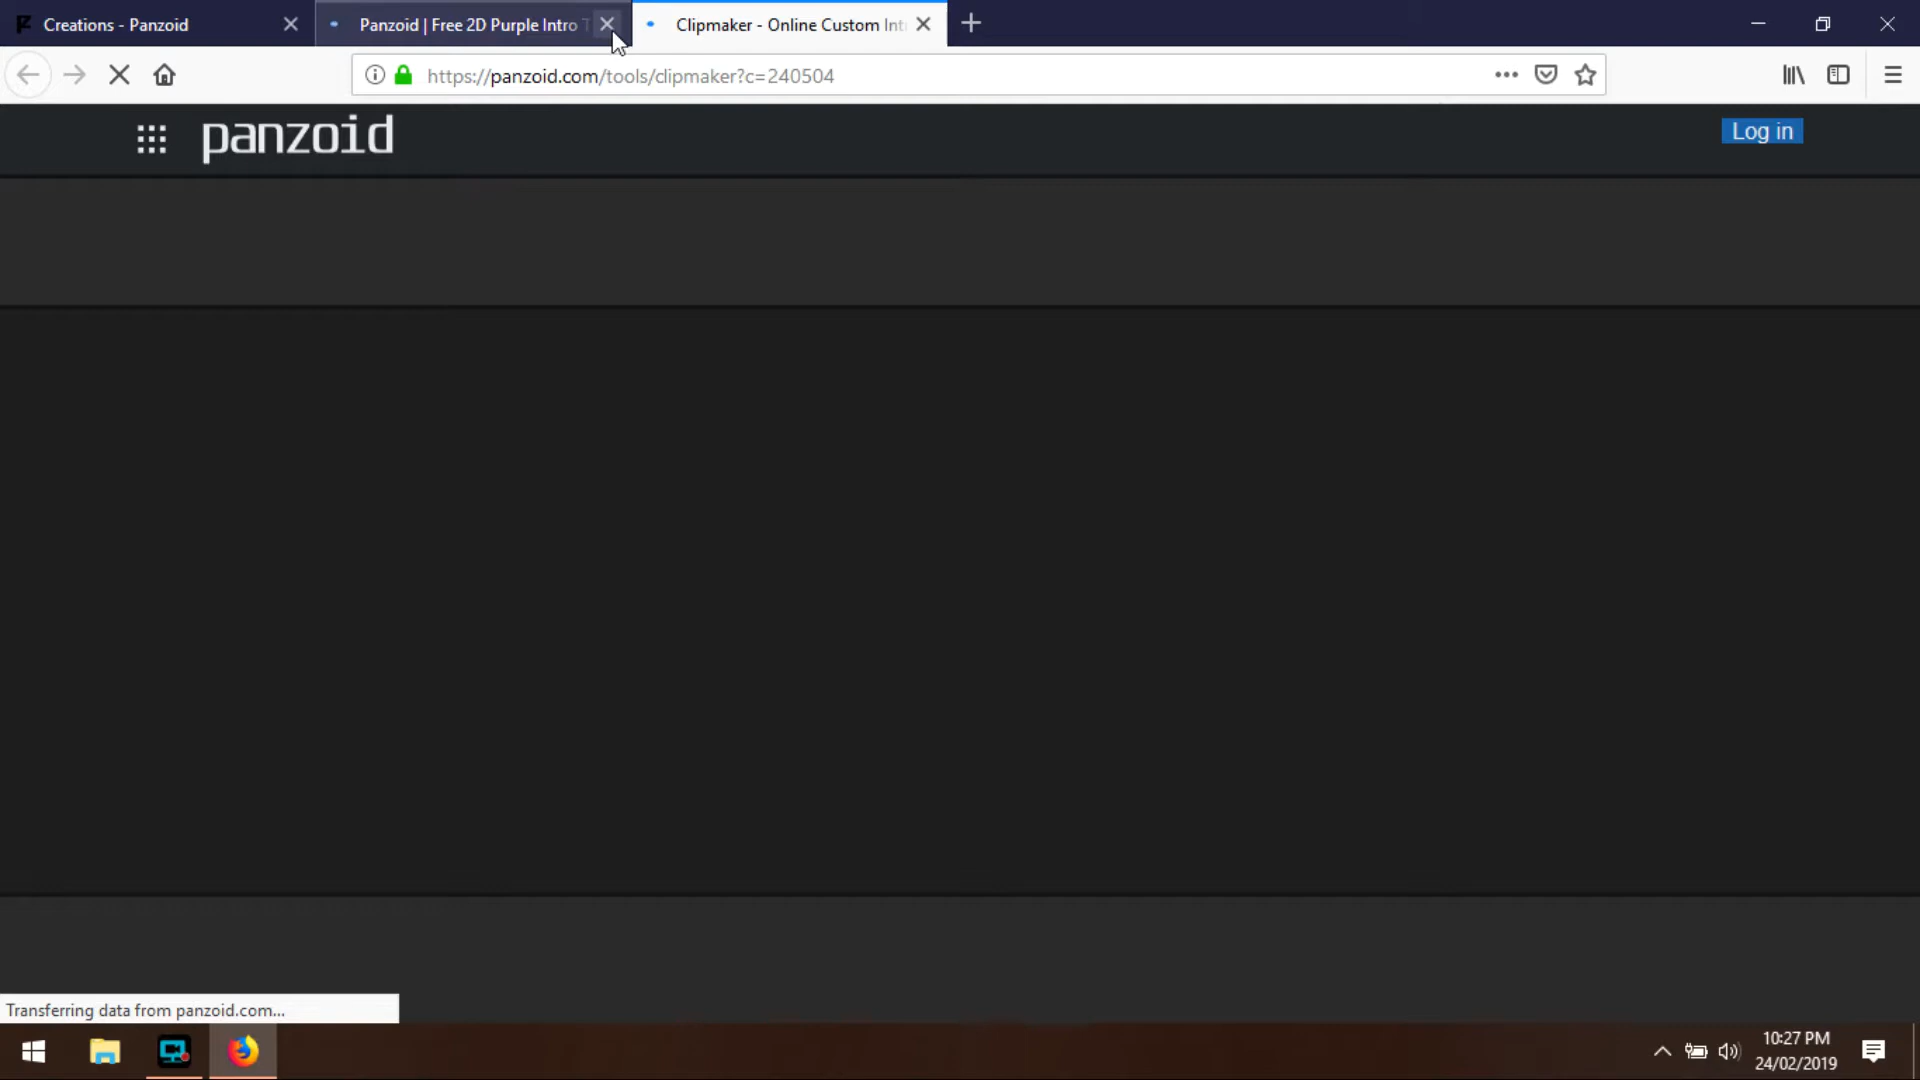 Creations - Panzoid
Panzoid | Free 2D Purple Intro
Clipmaker - Online Custom Int
https://panzoid.com/tools/clipmaker?c=240504
panzoid
Log in
Transferring data from panzoid.com...
10:27 PM
24/02/2019